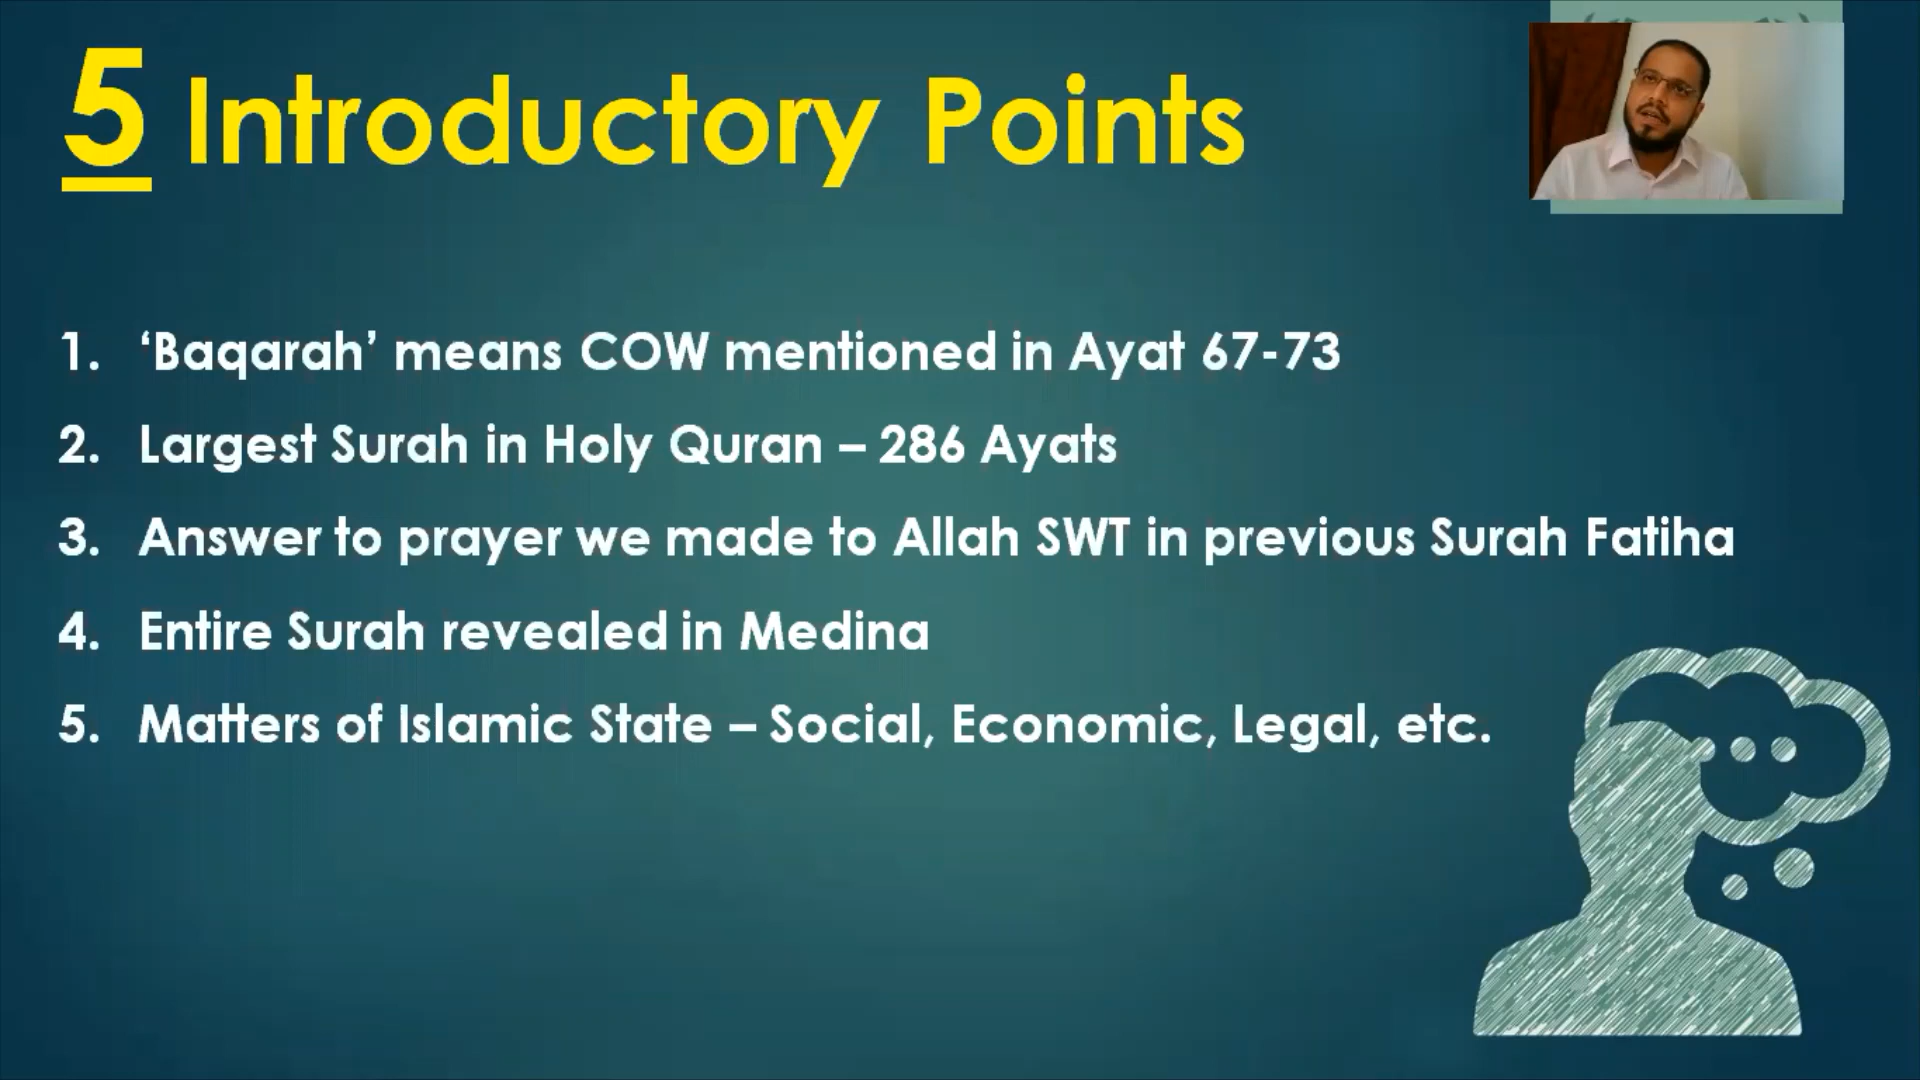 5 Introductory Points
1. ‘Baqarah’ means COW mentioned in Ayat 67-73
2. Largest Surah in Holy Quran – 286 Ayats
3. Answer to prayer we made to Allah SWT in previous Surah Fatiha
4. Entire Surah revealed in Medina
5. Matters of Islamic State – Social, Economic, Legal, etc.